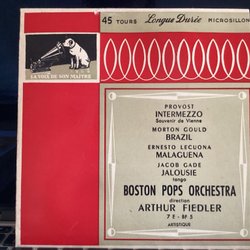 45 TOURS Longue Durée MICROSILLON
LA VOIX DE SON MAITRE
PROVOST
INTERMEZZO
Souvenir de Vienne
MORTON GOULD
BRAZIL
ERNESTO LECUONA
MALAGUENA
JACOB GADE
JALOUSIE
tango
BOSTON POPS ORCHESTRA
direction
ARTHUR FIEDLER
7 E - BF 5
ARTISTIQUE